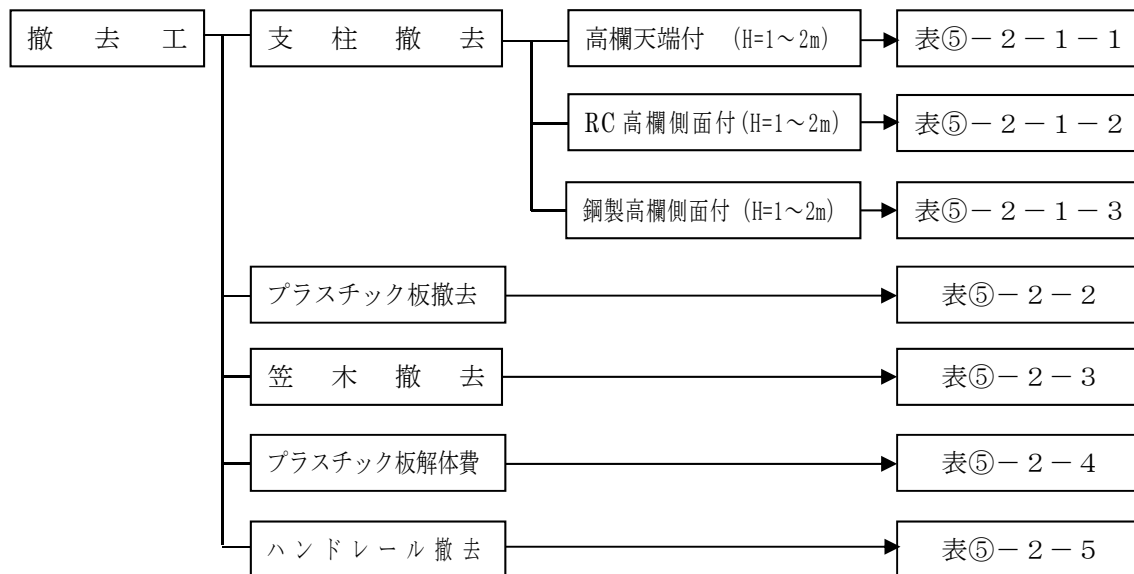 撤去工
支柱撤去
高欄天端付 (H=1～2m)
表⑤－2－1－1
RC高欄側面付(H=1～2m)
表⑤－2－1－2
鋼製高欄側面付 (H=1～2m)
表⑤－2－1－3
プラスチック板撤去
表⑤－2－2
笠木撤去
表⑤－2－3
プラスチック板解体費
表⑤－2－4
ハンドレール撤去
表⑤－2－5